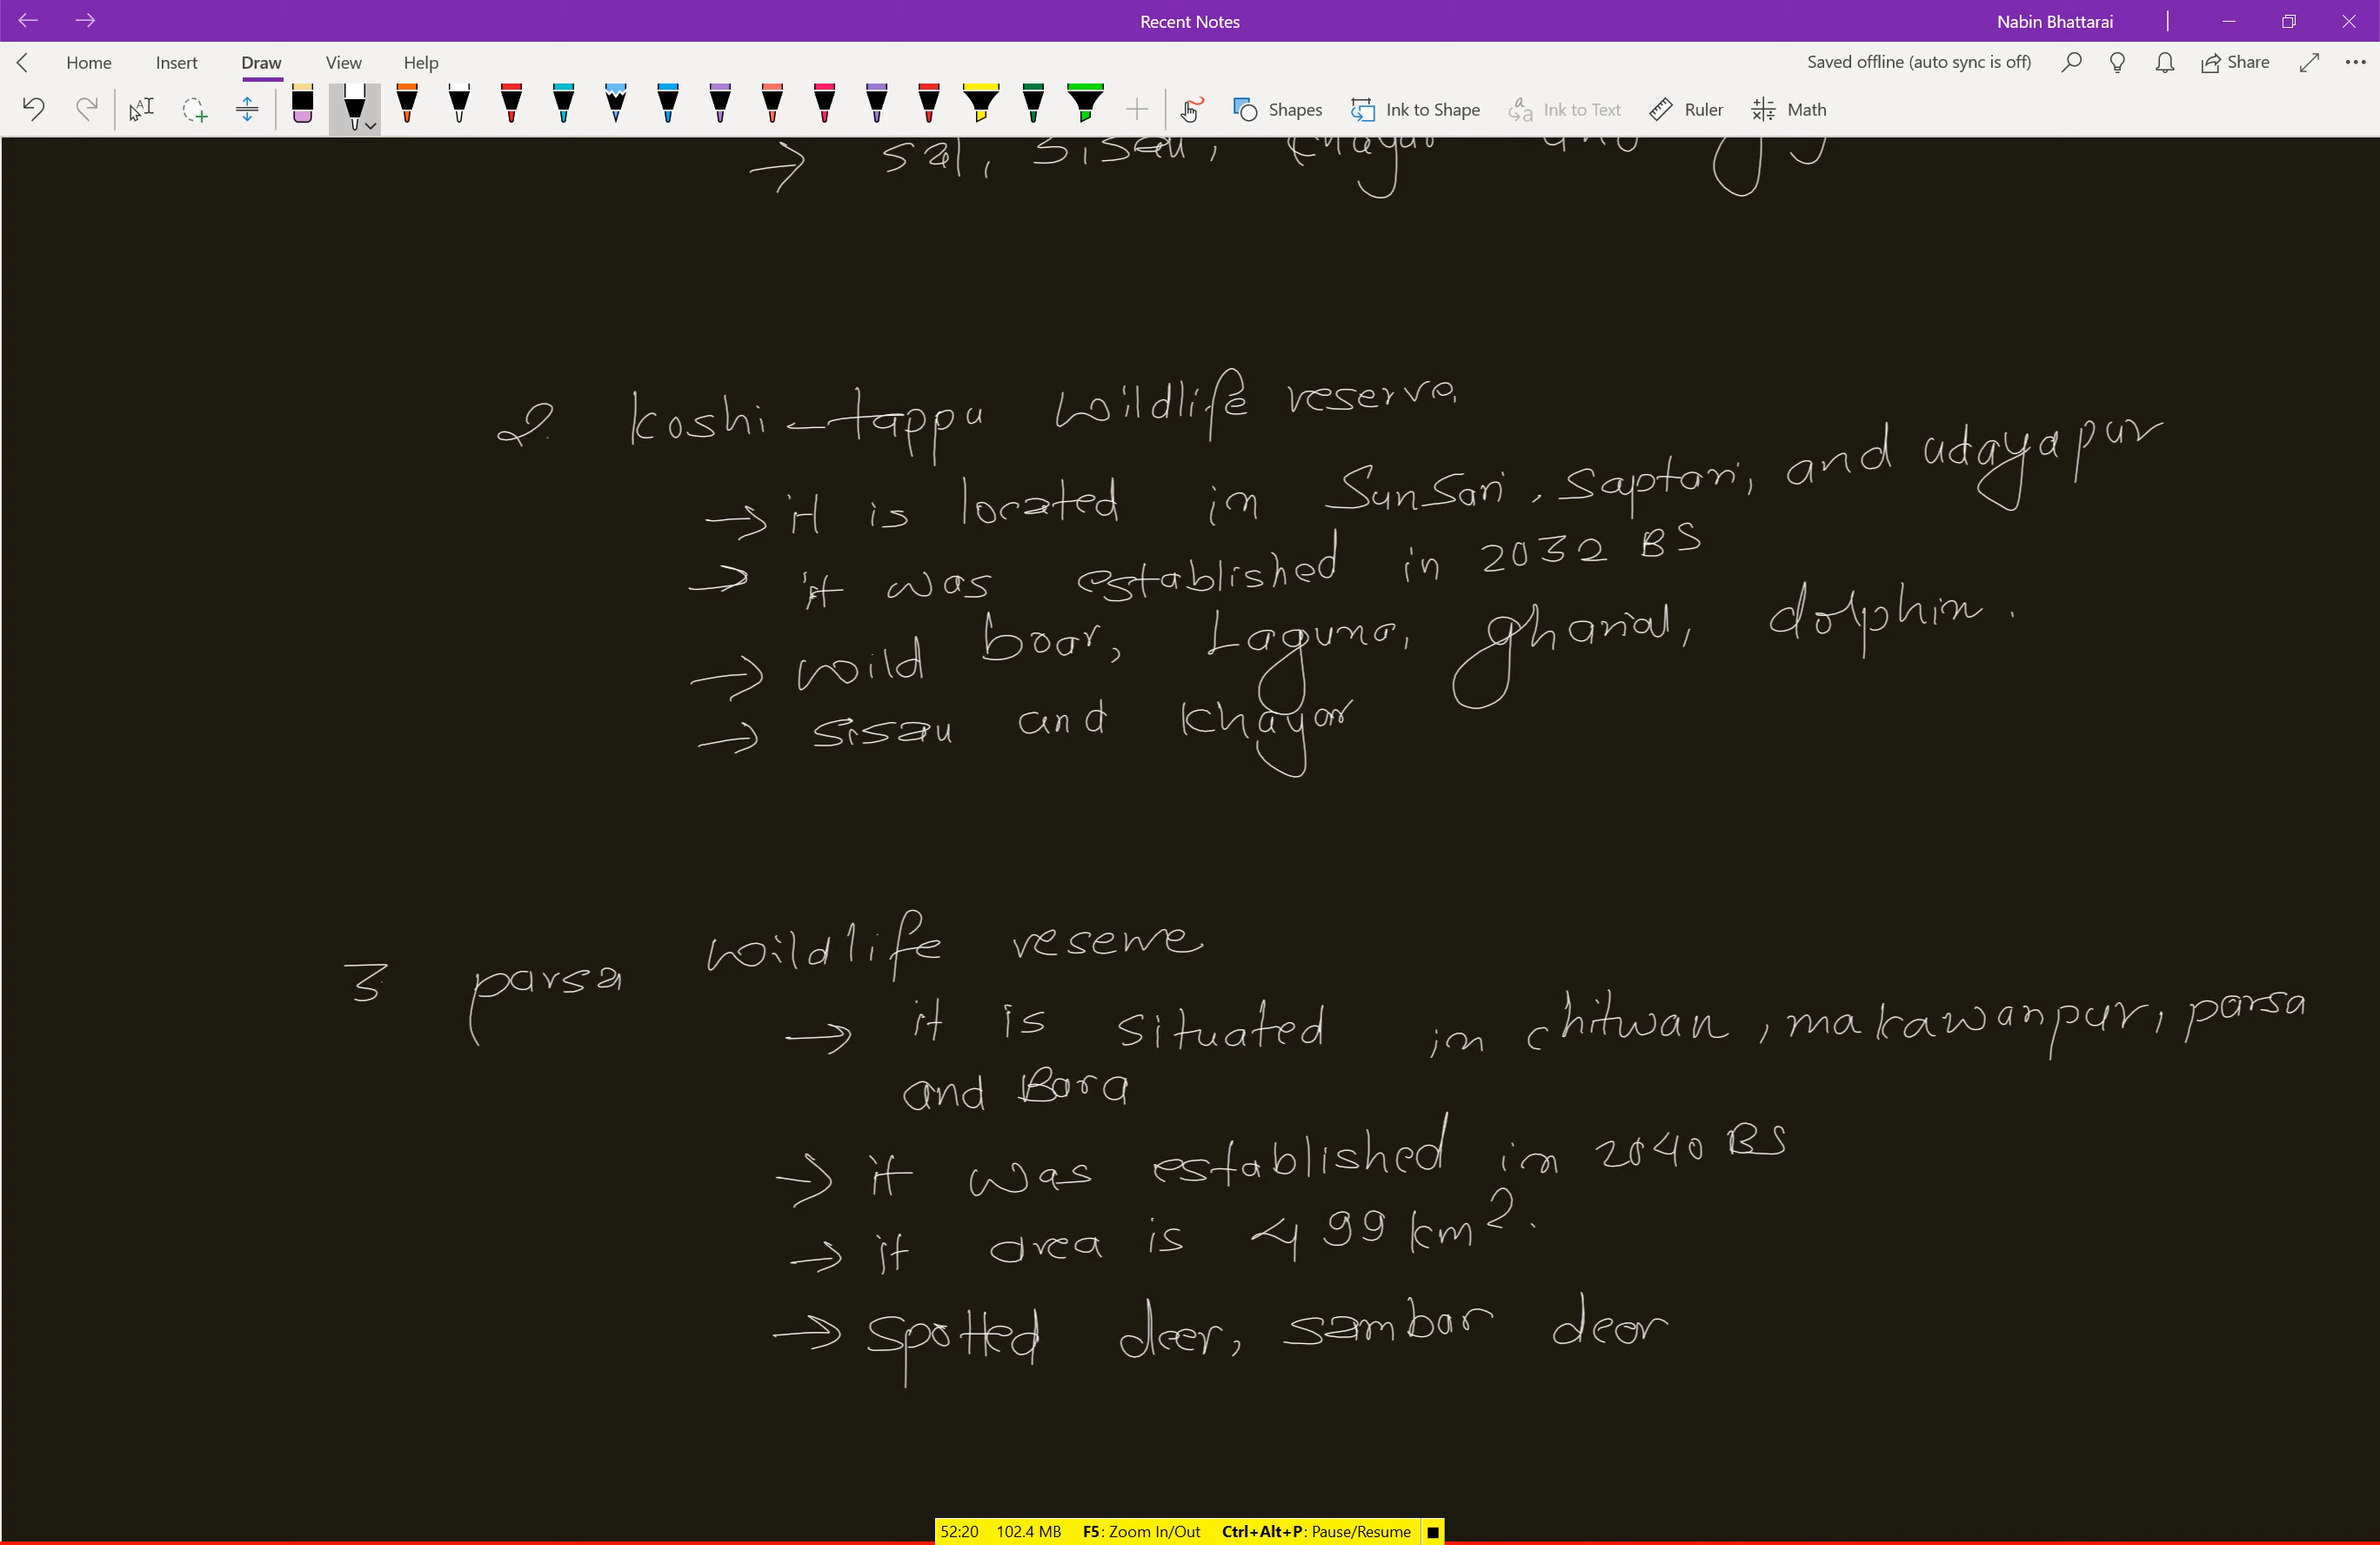 Recent Notes
Nabin Bhattarai
Home Insert Draw View Help
Saved offline (auto sync is off) Share
Shapes Ink to Shape Ink to Text Ruler Math
→ sal, sisau, khayar and
2. koshi-tappu wildlife reserve.
→ it is located in Sunsari, Saptari, and udayapur
→ it was established in 2032 BS
→ wild boar, Laguna, gharial, dolphin.
→ sisau and khayar
3 parsa wildlife reserve
→ it is situated in chitwan, makawanpur, parsa
and Bara
→ it was established in 2040 BS
→ it area is 499 km².
→ spotted deer, sambar deer
52:20 102.4 MB F5: Zoom In/Out Ctrl+Alt+P: Pause/Resume